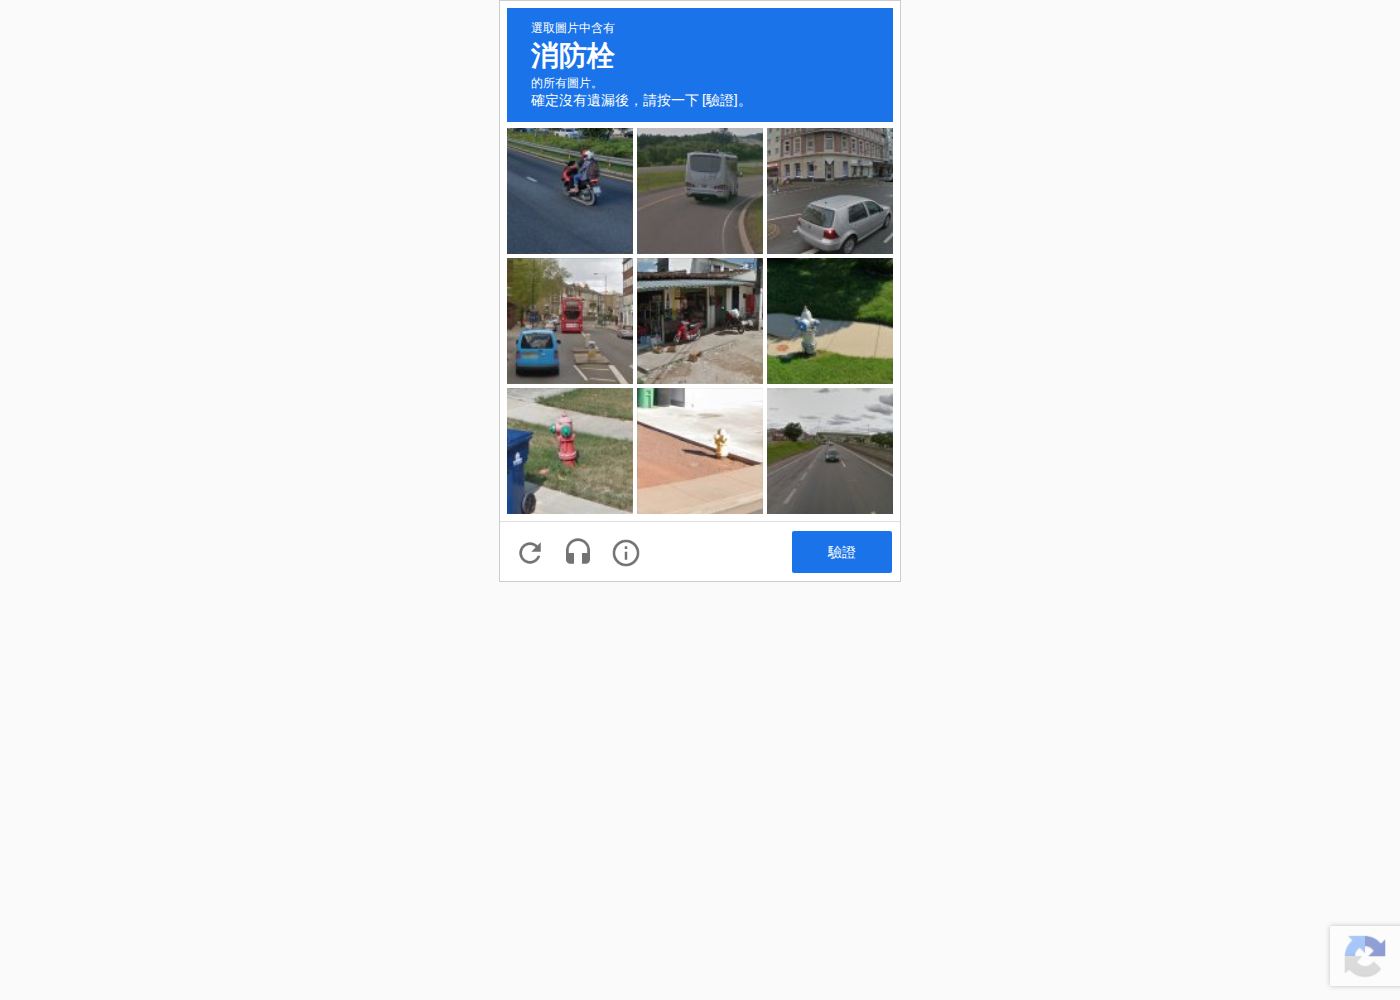 選取圖片中含有
消防栓
的所有圖片。
確定沒有遺漏後，請按一下 [驗證]。
驗證